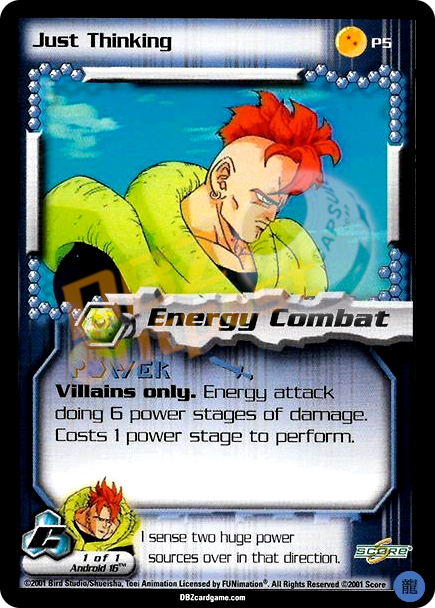 Just Thinking
P5
CAPSULE
Energy Combat
POWER
Villains only. Energy attack
doing 6 power stages of damage.
Costs 1 power stage to perform.
1 of 1
Android 16™
I sense two huge power
sources over in that direction.
SCORE
©2001 Bird Studio/Shueisha, Toei Animation Licensed by FUNimation®. All Rights Reserved ©2001 Score
DBZcardgame.com
龍